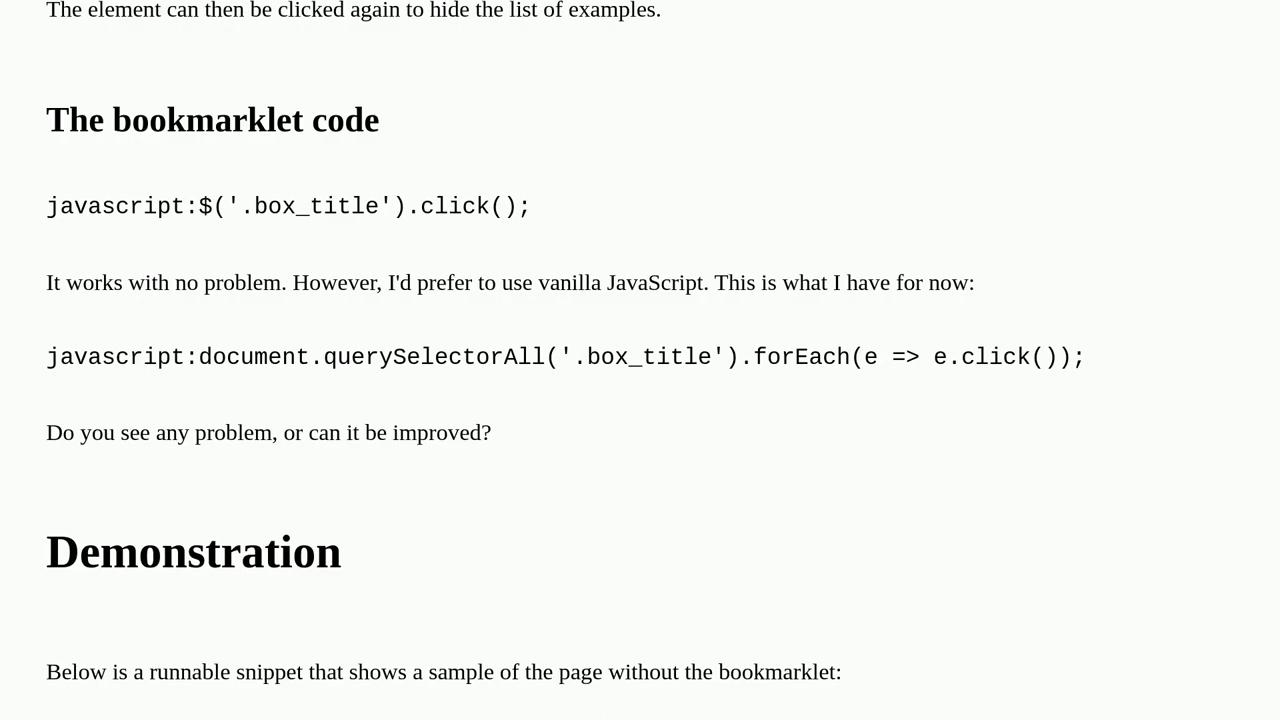 The element can then be clicked again to hide the list of examples.
The bookmarklet code
javascript:$('.box_title').click();
It works with no problem. However, I'd prefer to use vanilla JavaScript. This is what I have for now:
javascript:document.querySelectorAll('.box_title').forEach(e => e.click());
Do you see any problem, or can it be improved?
Demonstration
Below is a runnable snippet that shows a sample of the page without the bookmarklet: